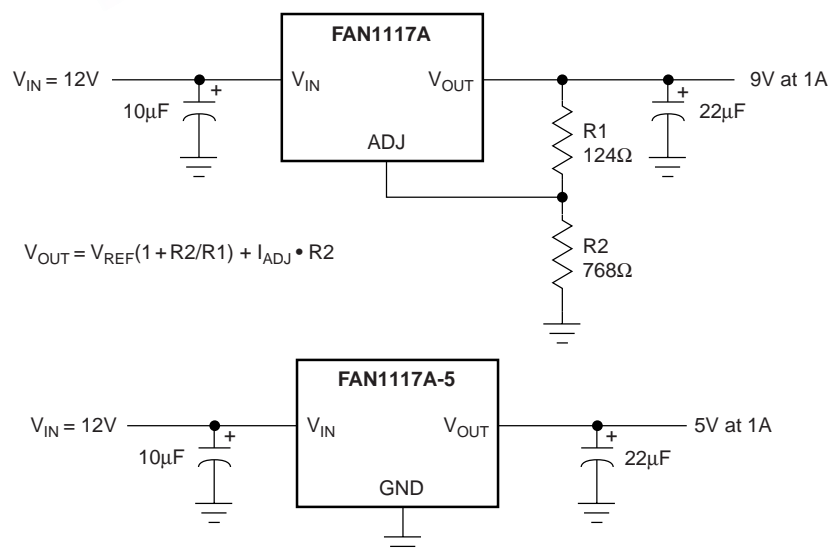 FAN1117A
V_IN = 12V
V_IN
V_OUT
9V at 1A
10μF
22μF
ADJ
R1
124Ω
V_OUT = V_REF(1 + R2/R1) + I_ADJ • R2
R2
768Ω
FAN1117A-5
V_IN = 12V
V_IN
V_OUT
5V at 1A
10μF
22μF
GND
+
+
+
+